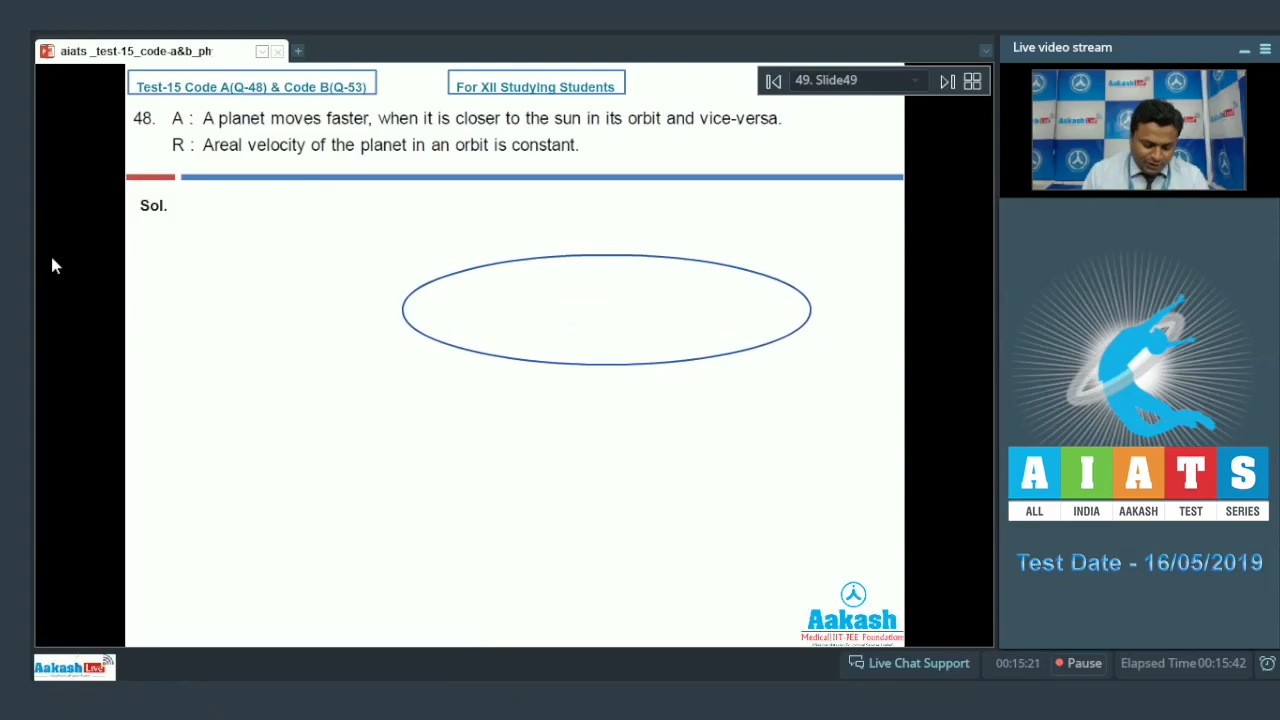 aiats _test-15_code-a&b_ph
Live video stream
Test-15 Code A(Q-48) & Code B(Q-53)
For XII Studying Students
49. Slide49
48. A : A planet moves faster, when it is closer to the sun in its orbit and vice-versa.
R : Areal velocity of the planet in an orbit is constant.
Sol.
A I A T S
ALL INDIA AAKASH TEST SERIES
Test Date - 16/05/2019
Aakash
Medical|IIT-JEE|Foundations
Aakash Live
Live Chat Support
00:15:21
Pause
Elapsed Time 00:15:42